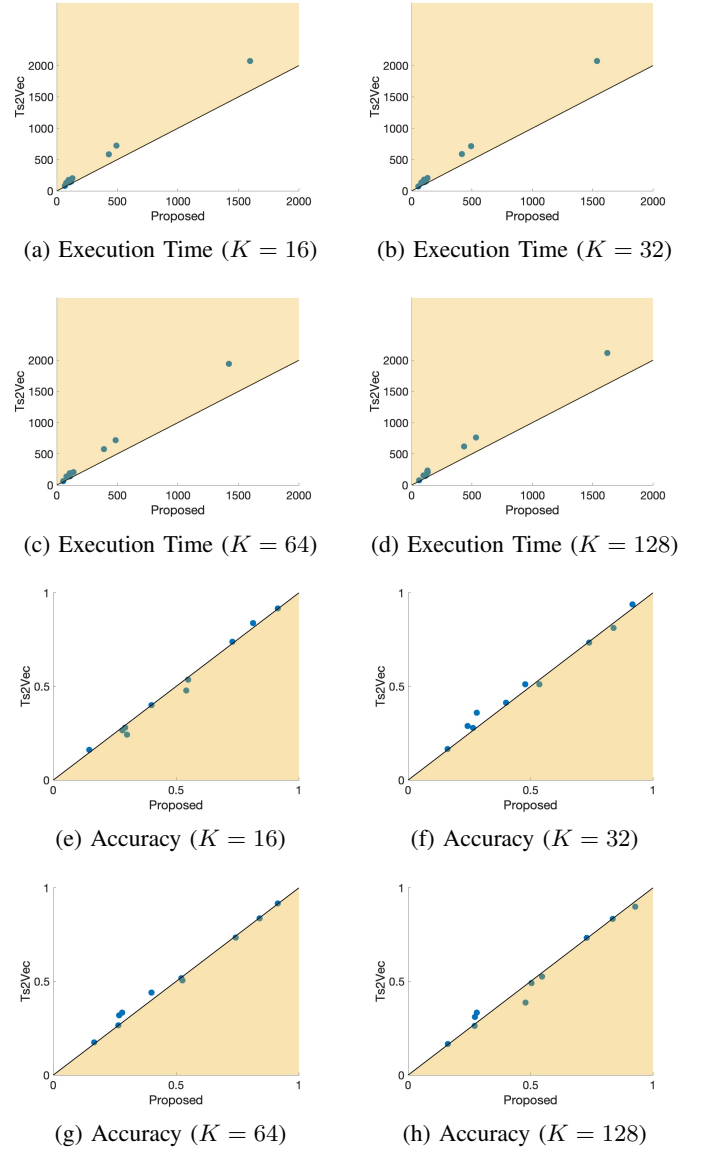 2000
1500
1000
500
0
Ts2Vec
0 500 1000 1500 2000
Proposed
(a) Execution Time (K = 16)
2000
1500
1000
500
0
Ts2Vec
0 500 1000 1500 2000
Proposed
(b) Execution Time (K = 32)
2000
1500
1000
500
0
Ts2Vec
0 500 1000 1500 2000
Proposed
(c) Execution Time (K = 64)
2000
1500
1000
500
0
Ts2Vec
0 500 1000 1500 2000
Proposed
(d) Execution Time (K = 128)
1
0.5
0
Ts2Vec
0 0.5 1
Proposed
(e) Accuracy (K = 16)
1
0.5
0
Ts2Vec
0 0.5 1
Proposed
(f) Accuracy (K = 32)
1
0.5
0
Ts2Vec
0 0.5 1
Proposed
(g) Accuracy (K = 64)
1
0.5
0
Ts2Vec
0 0.5 1
Proposed
(h) Accuracy (K = 128)